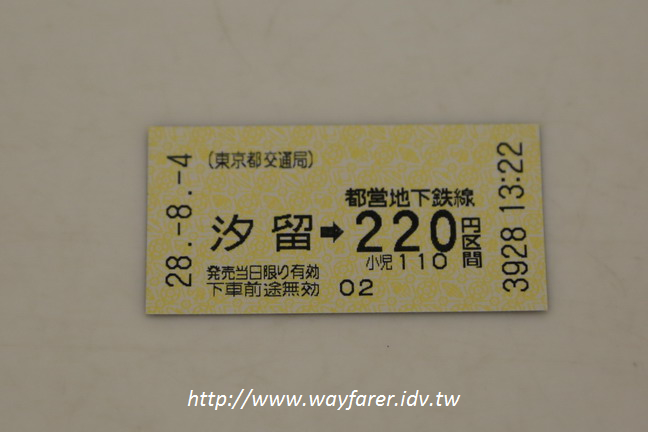 28.-8.-4
(東京都交通局)
都営地下鉄線
汐留➡220円区間
小児110
発売当日限り有効
下車前途無効 02
3928 13:22
http://www.wayfarer.idv.tw